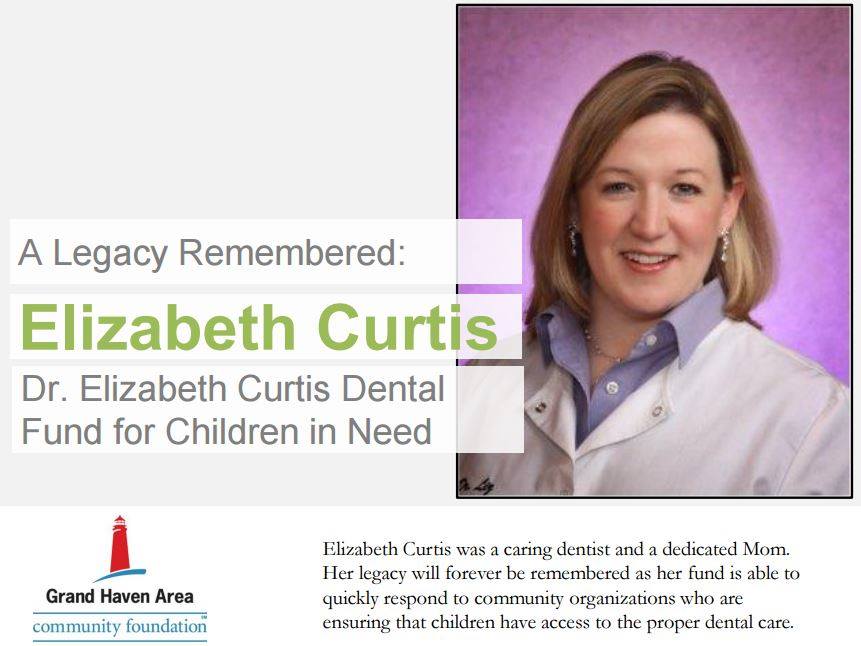 A Legacy Remembered:
Elizabeth Curtis
Dr. Elizabeth Curtis Dental
Fund for Children in Need
Grand Haven Area
community foundation℠
Elizabeth Curtis was a caring dentist and a dedicated Mom.
Her legacy will forever be remembered as her fund is able to
quickly respond to community organizations who are
ensuring that children have access to the proper dental care.